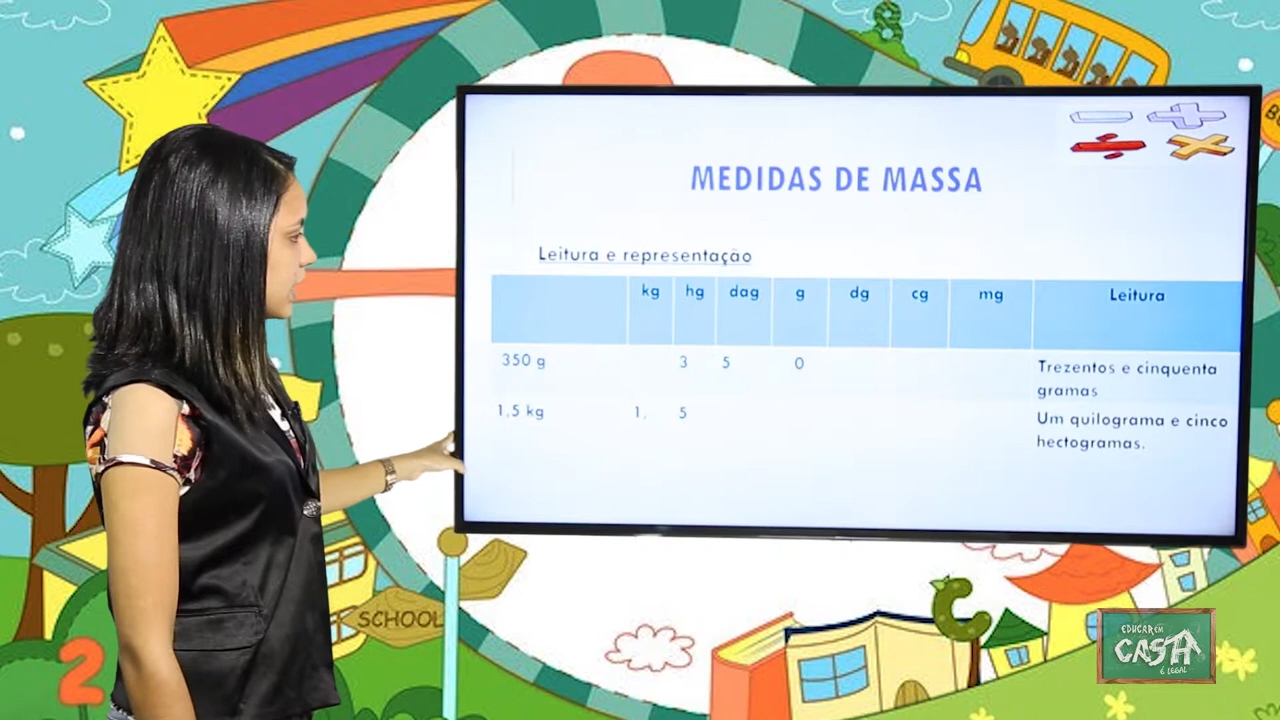 MEDIDAS DE MASSA
Leitura e representação
kg hg dag g dg cg mg Leitura
350 g 3 5 0 Trezentos e cinquenta
gramas
1,5 kg 1, 5 Um quilograma e cinco
hectogramas.
SCHOOL
2
EDUCAR EM
CASA
É LEGAL